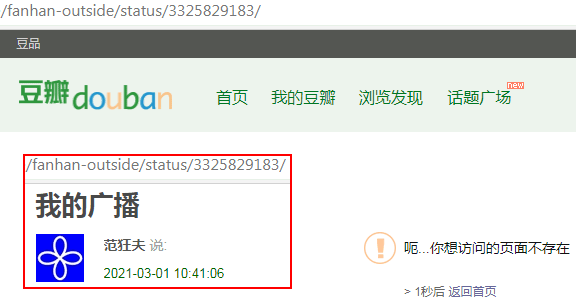 /fanhan-outside/status/3325829183/
豆品
豆瓣douban 首页 我的豆瓣 浏览发现 话题广场 new
/fanhan-outside/status/3325829183/
我的广播
范狂夫 说:
2021-03-01 10:41:06
呃...你想访问的页面不存在
> 1秒后 返回首页